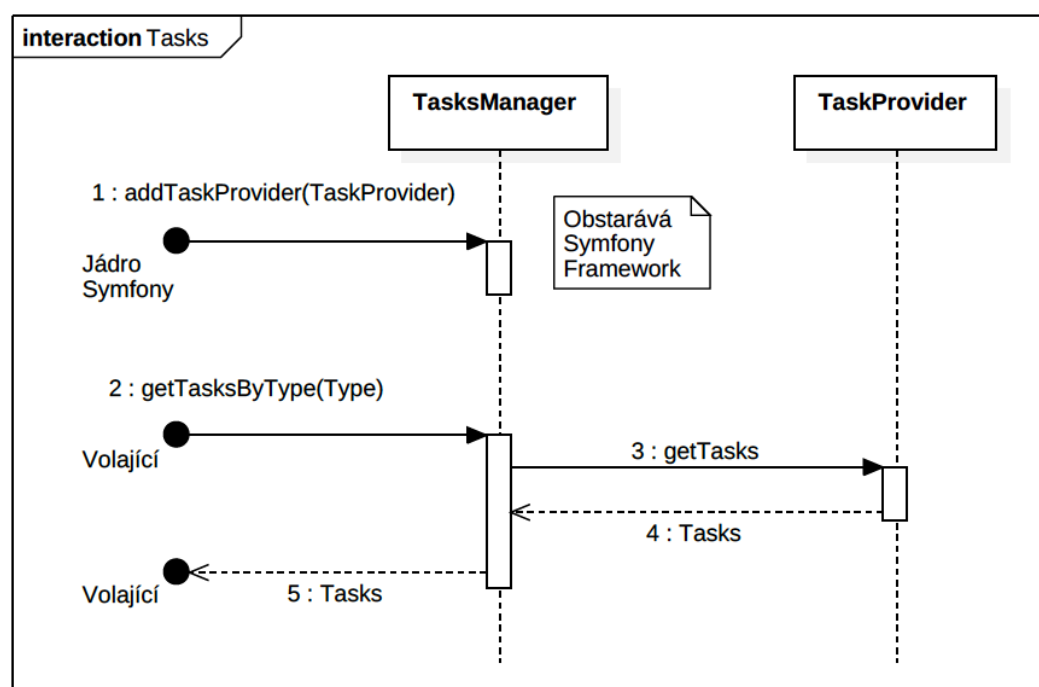 interaction Tasks
TasksManager
TaskProvider
1 : addTaskProvider(TaskProvider)
Obstarává
Symfony
Framework
Jádro
Symfony
2 : getTasksByType(Type)
Volající
3 : getTasks
4 : Tasks
Volající
5 : Tasks